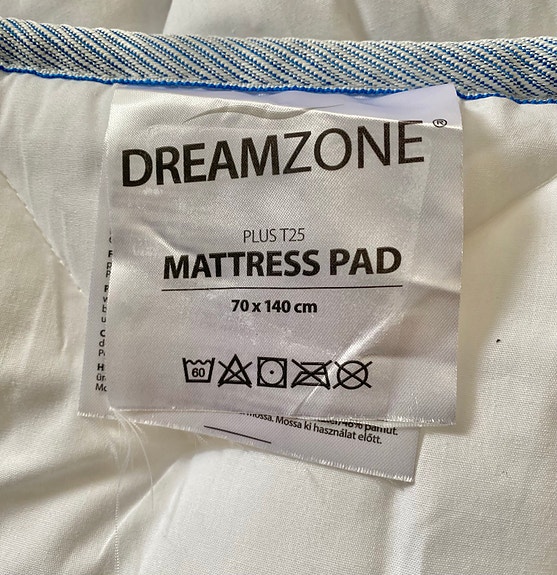 DREAMZONE®
PLUS T25
MATTRESS PAD
70 x 140 cm
60
mossa. Mossa ki használat előtt.